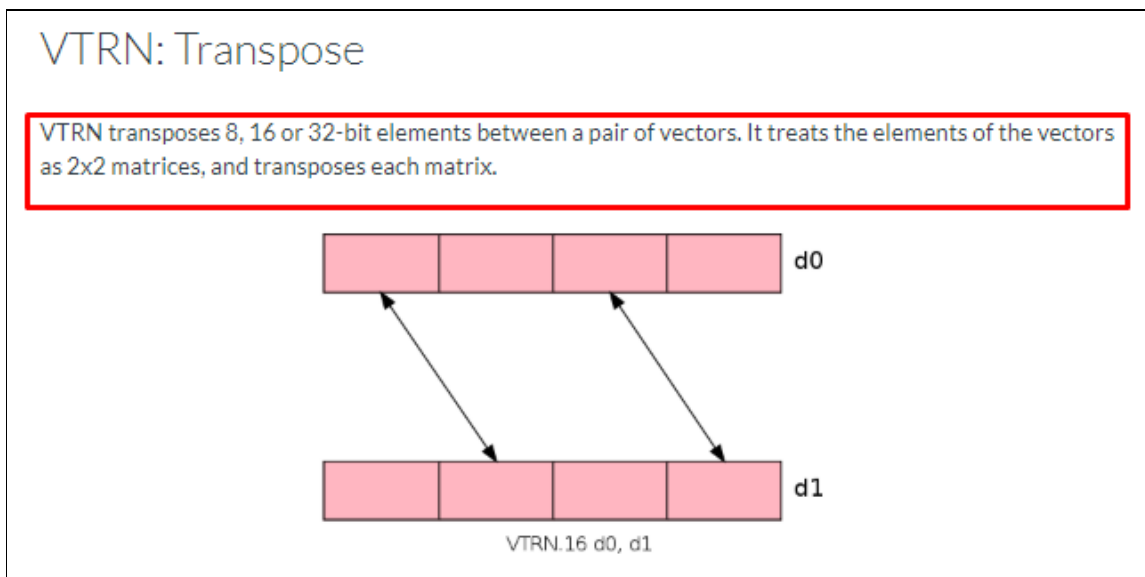 VTRN: Transpose
VTRN transposes 8, 16 or 32-bit elements between a pair of vectors. It treats the elements of the vectors
as 2x2 matrices, and transposes each matrix.
d0
d1
VTRN.16 d0, d1